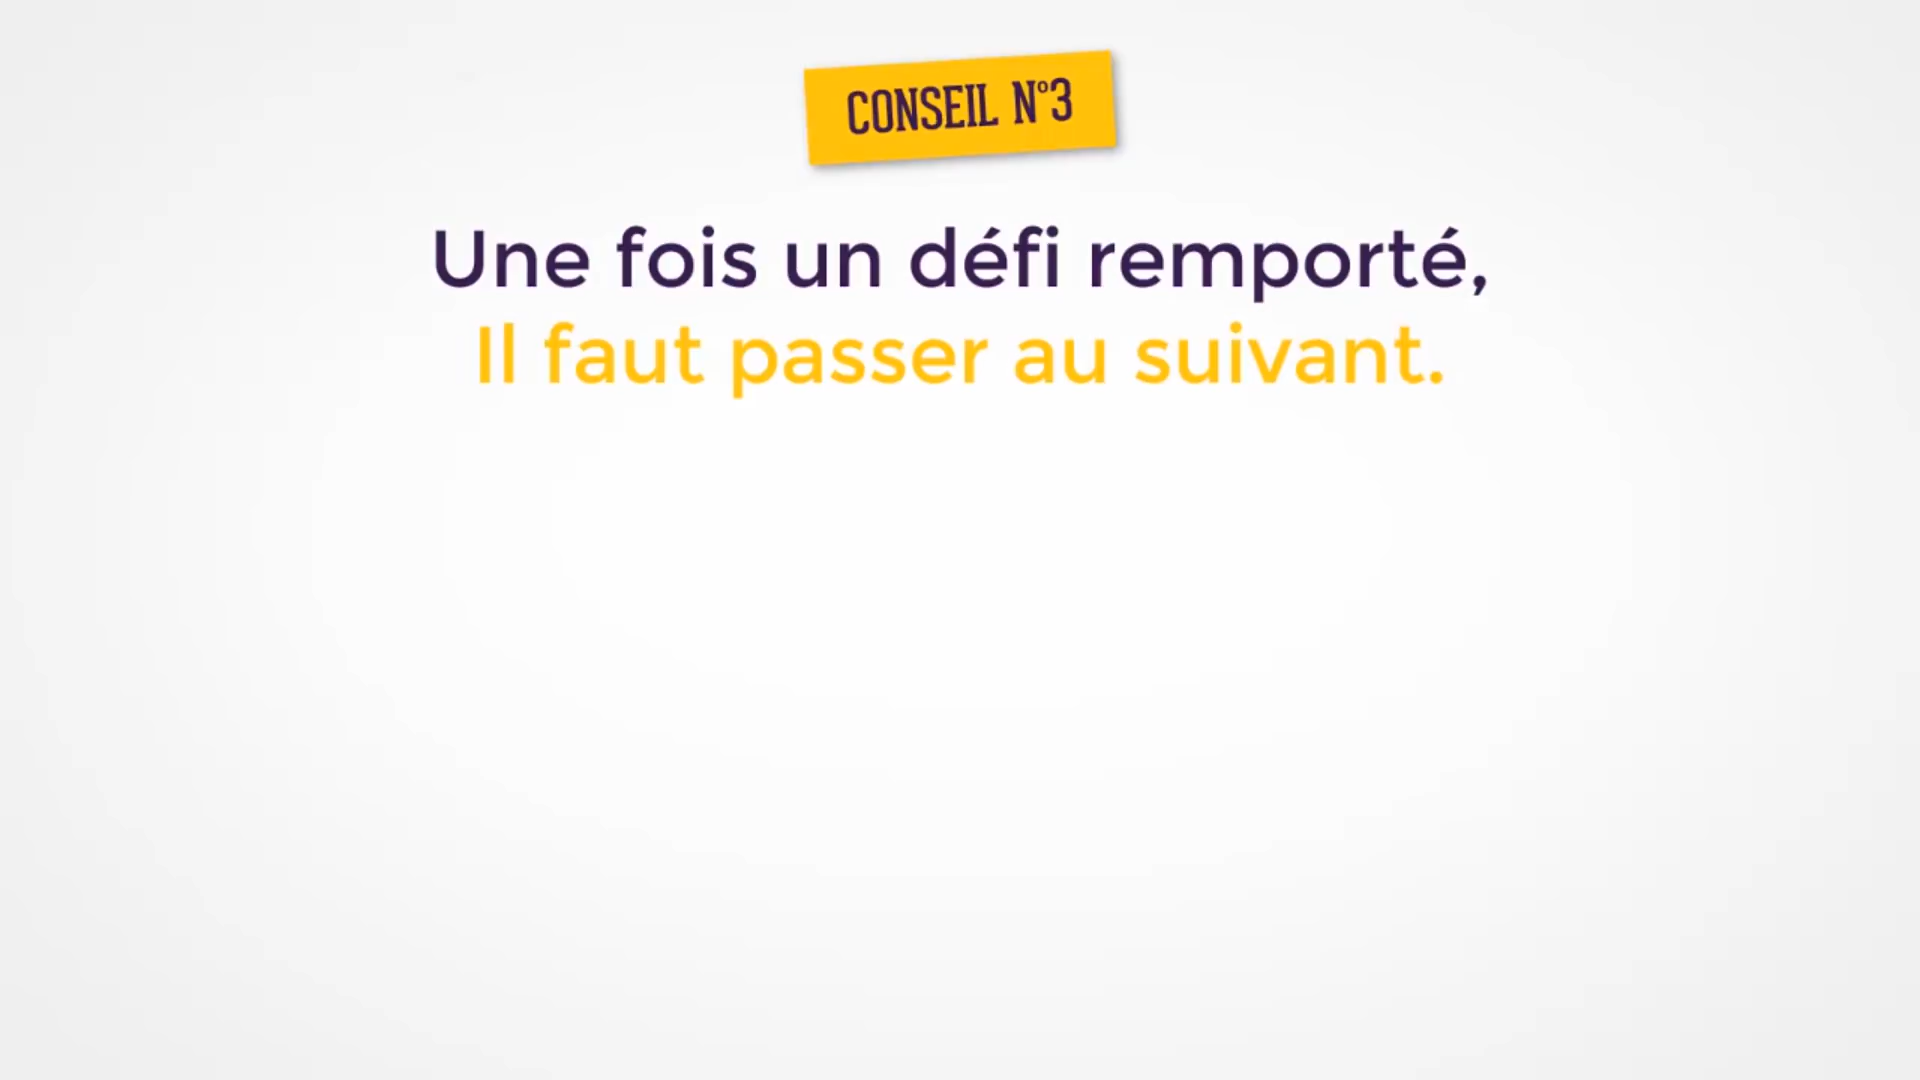 CONSEIL N°3
Une fois un défi remporté,
Il faut passer au suivant.